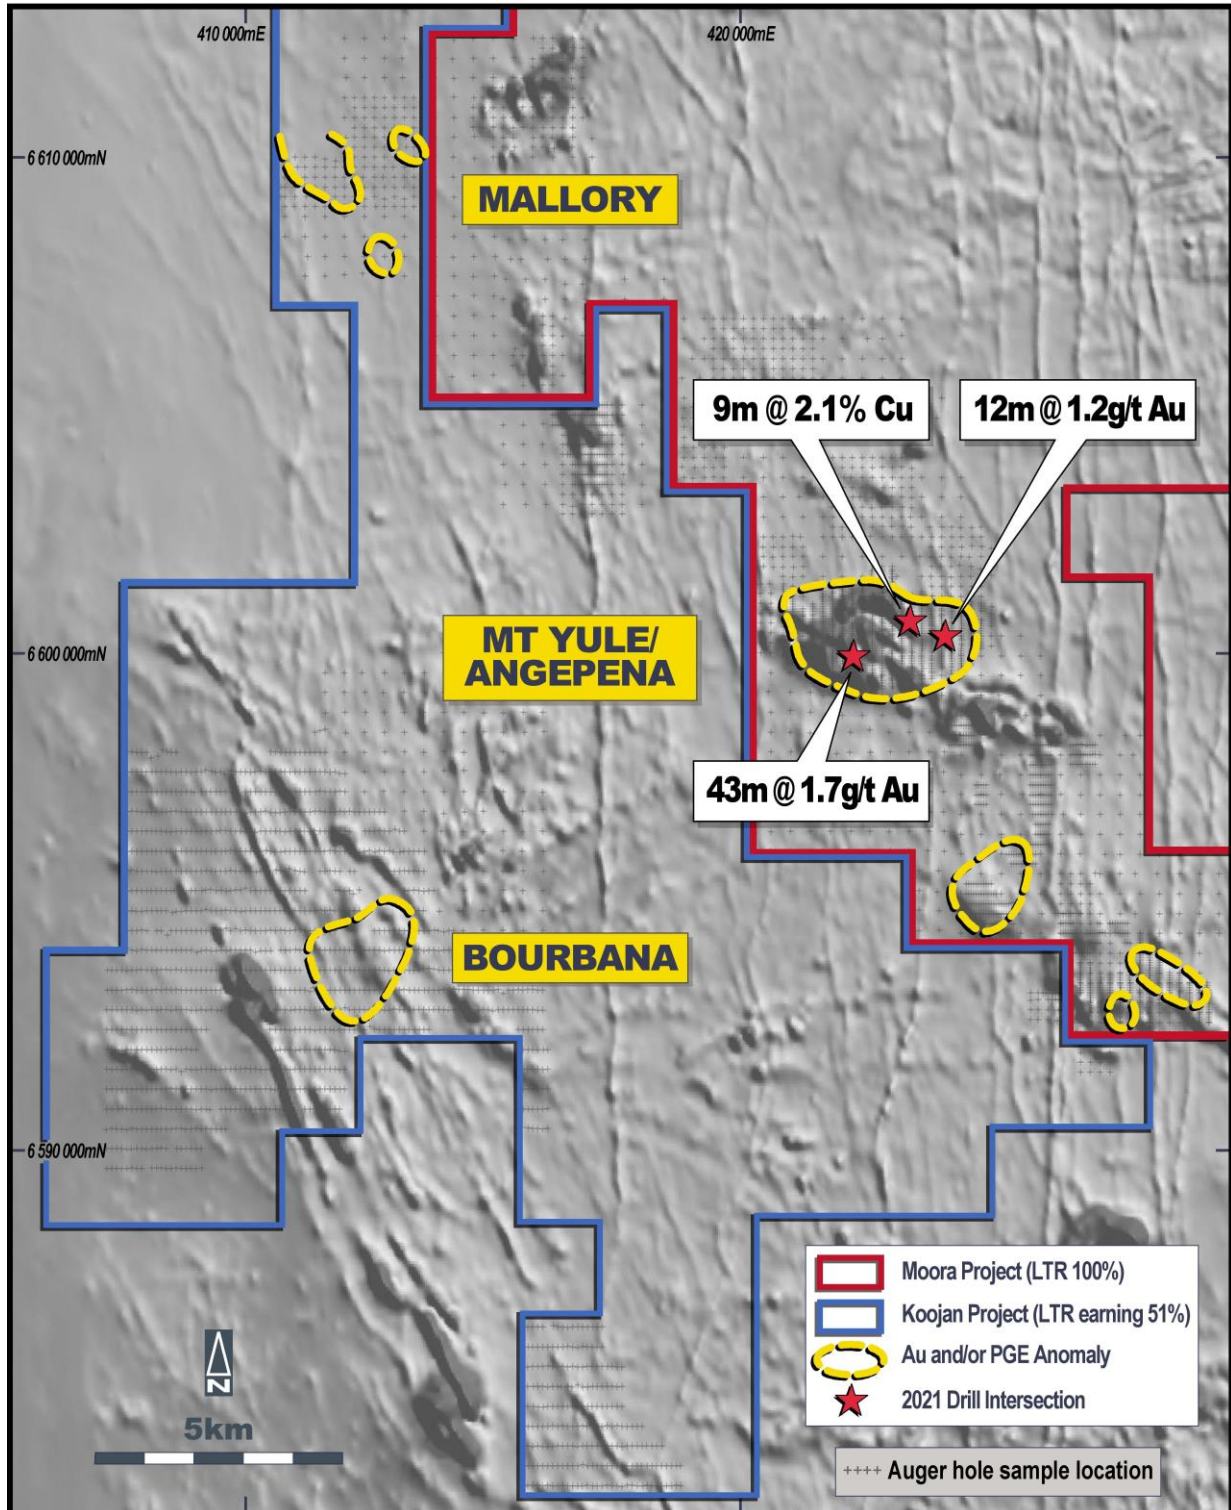 410 000mE
420 000mE
6 610 000mN
MALLORY
9m @ 2.1% Cu
12m @ 1.2g/t Au
MT YULE/
ANGEPENA
6 600 000mN
43m @ 1.7g/t Au
BOURBANA
6 590 000mN
Moora Project (LTR 100%)
Koojan Project (LTR earning 51%)
Au and/or PGE Anomaly
2021 Drill Intersection
N
5km
++++ Auger hole sample location